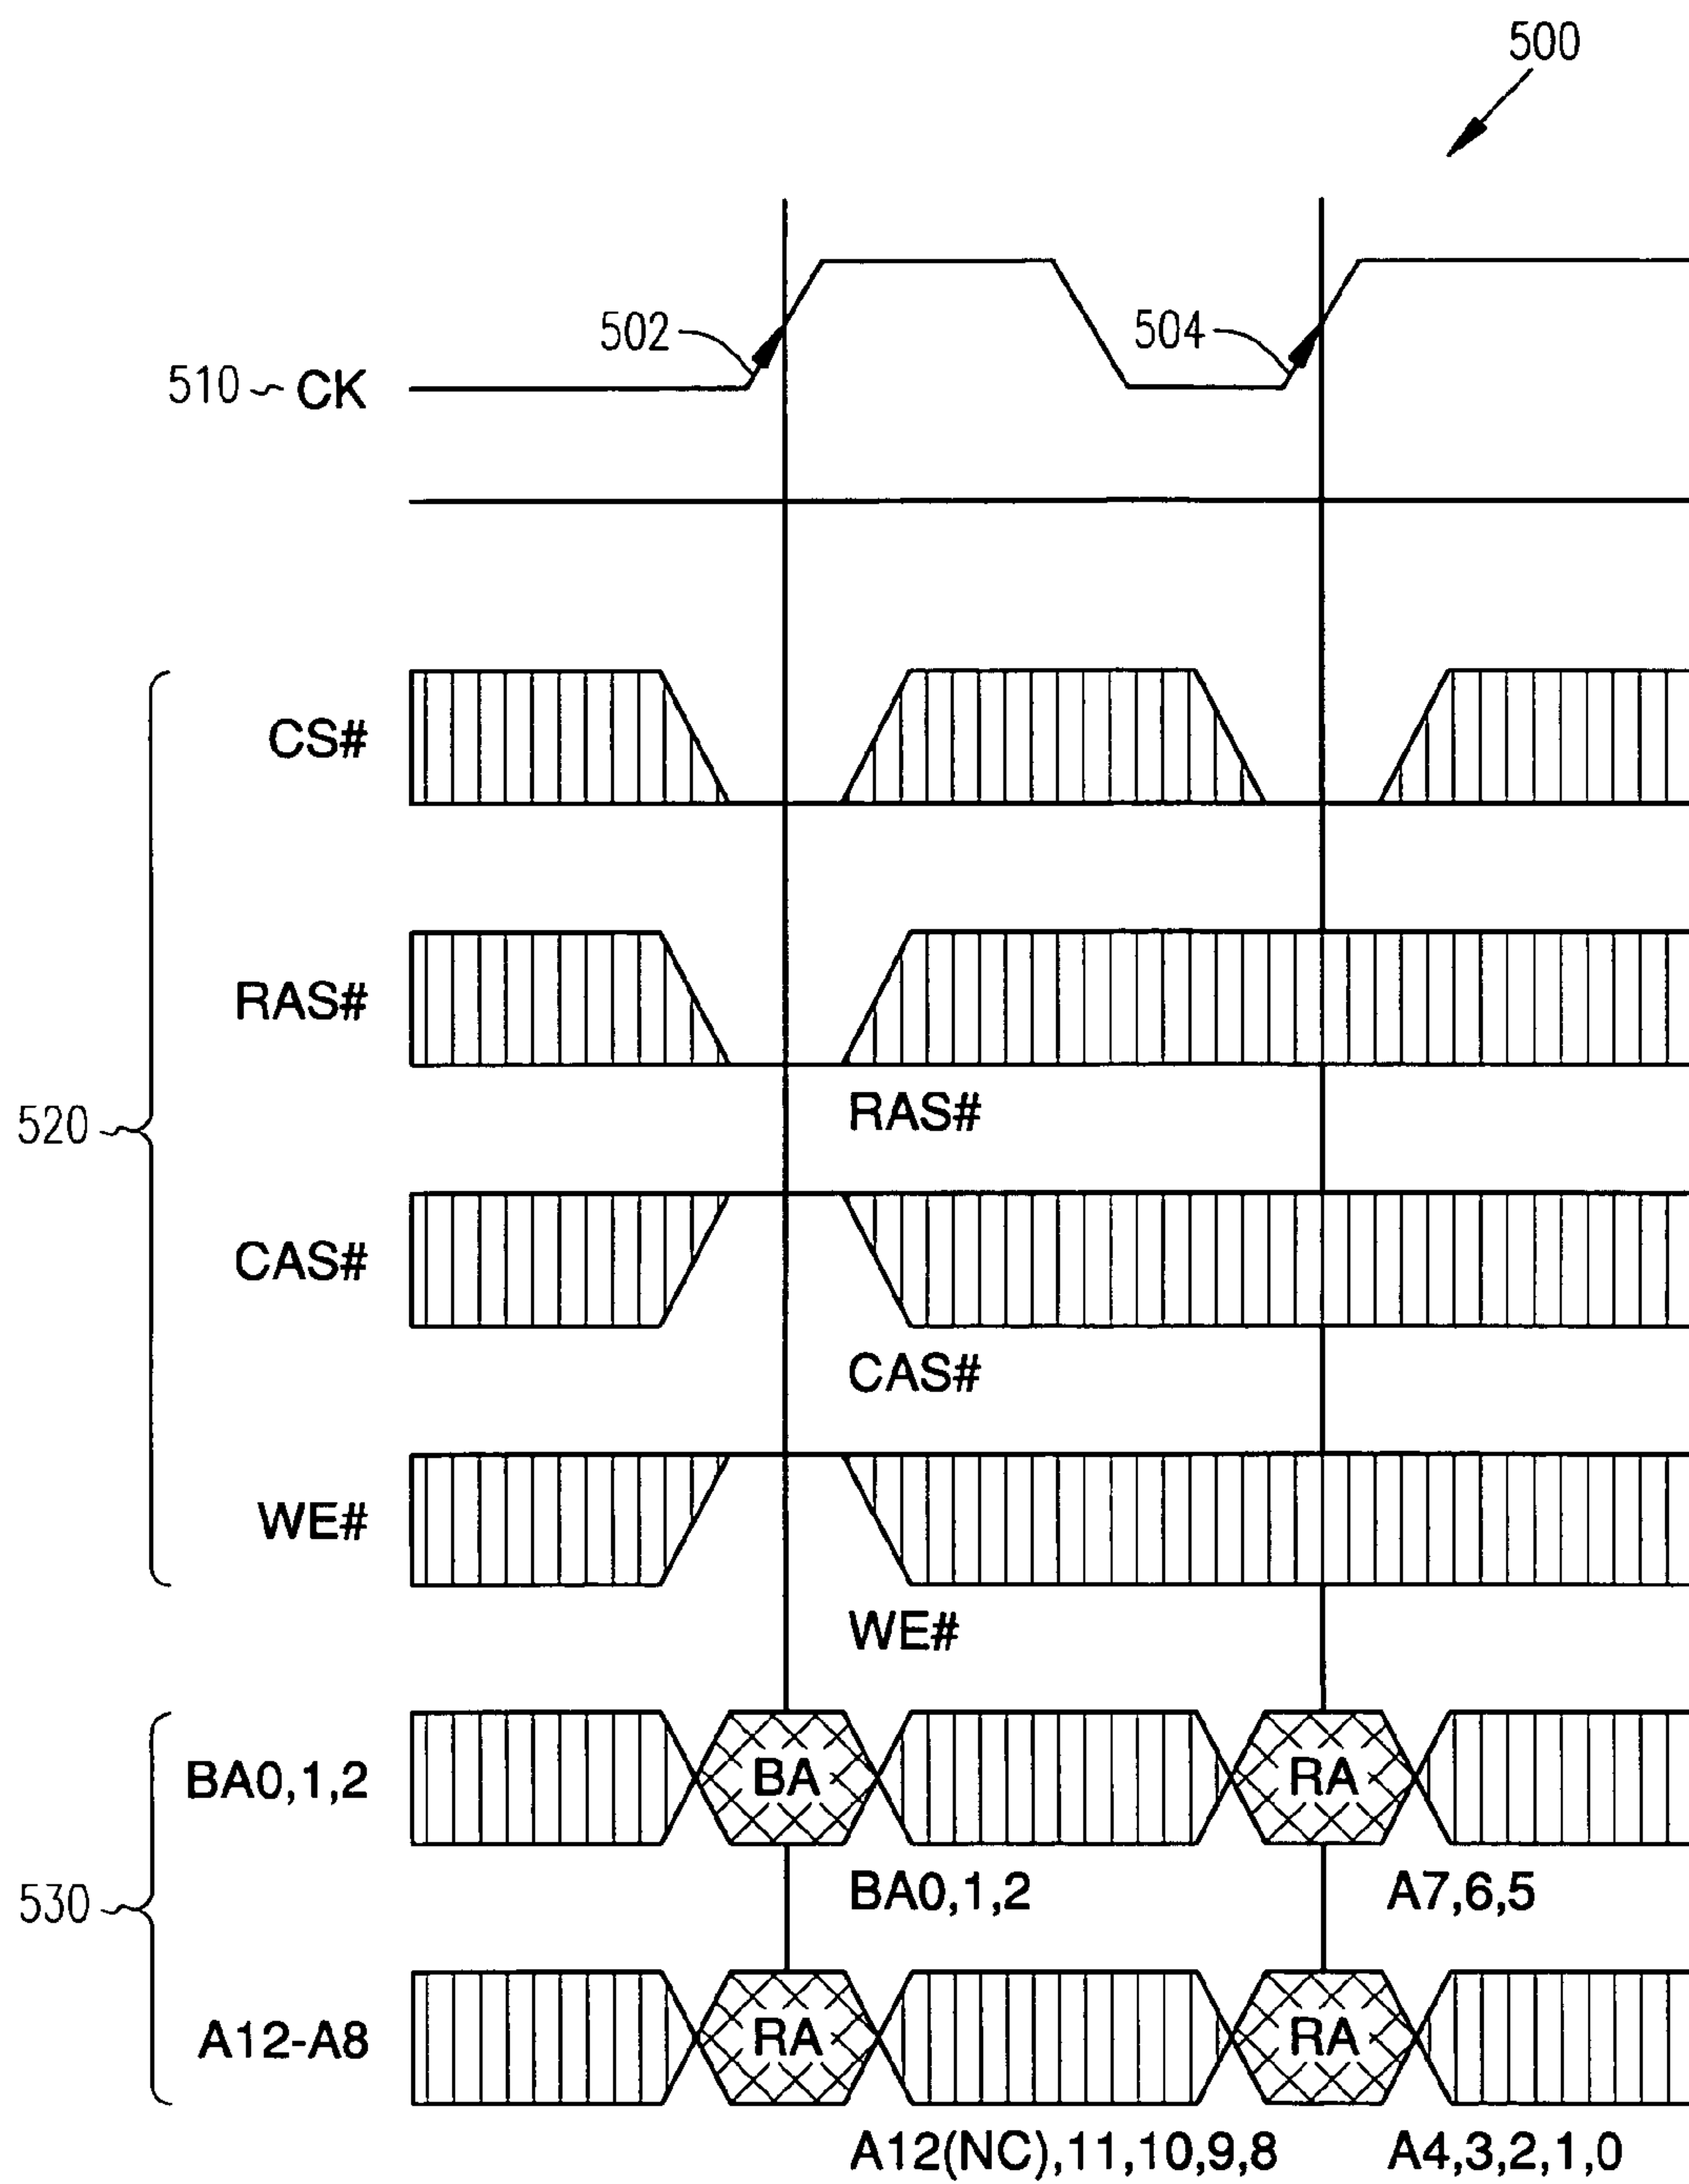 500
502
504
510 CK
CS#
RAS#
RAS#
520
CAS#
CAS#
WE#
WE#
BA0,1,2
BA
RA
BA0,1,2
A7,6,5
530
A12-A8
RA
RA
A12(NC),11,10,9,8
A4,3,2,1,0